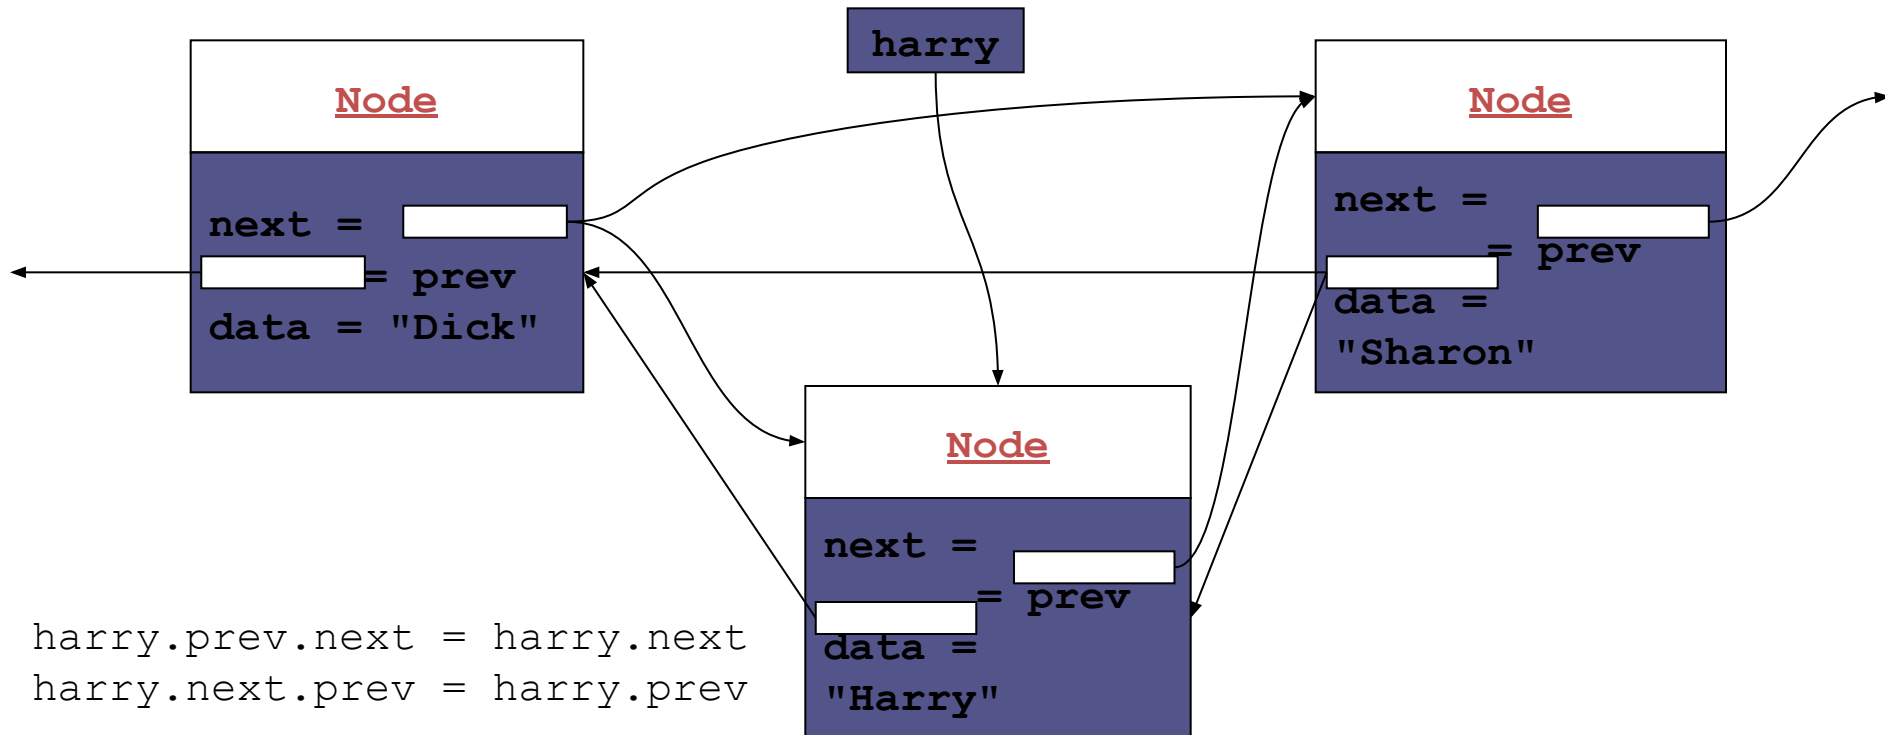 harry
Node
next =
= prev
data = "Dick"
Node
next =
= prev
data =
"Sharon"
Node
next =
= prev
data =
"Harry"
harry.prev.next = harry.next
harry.next.prev = harry.prev